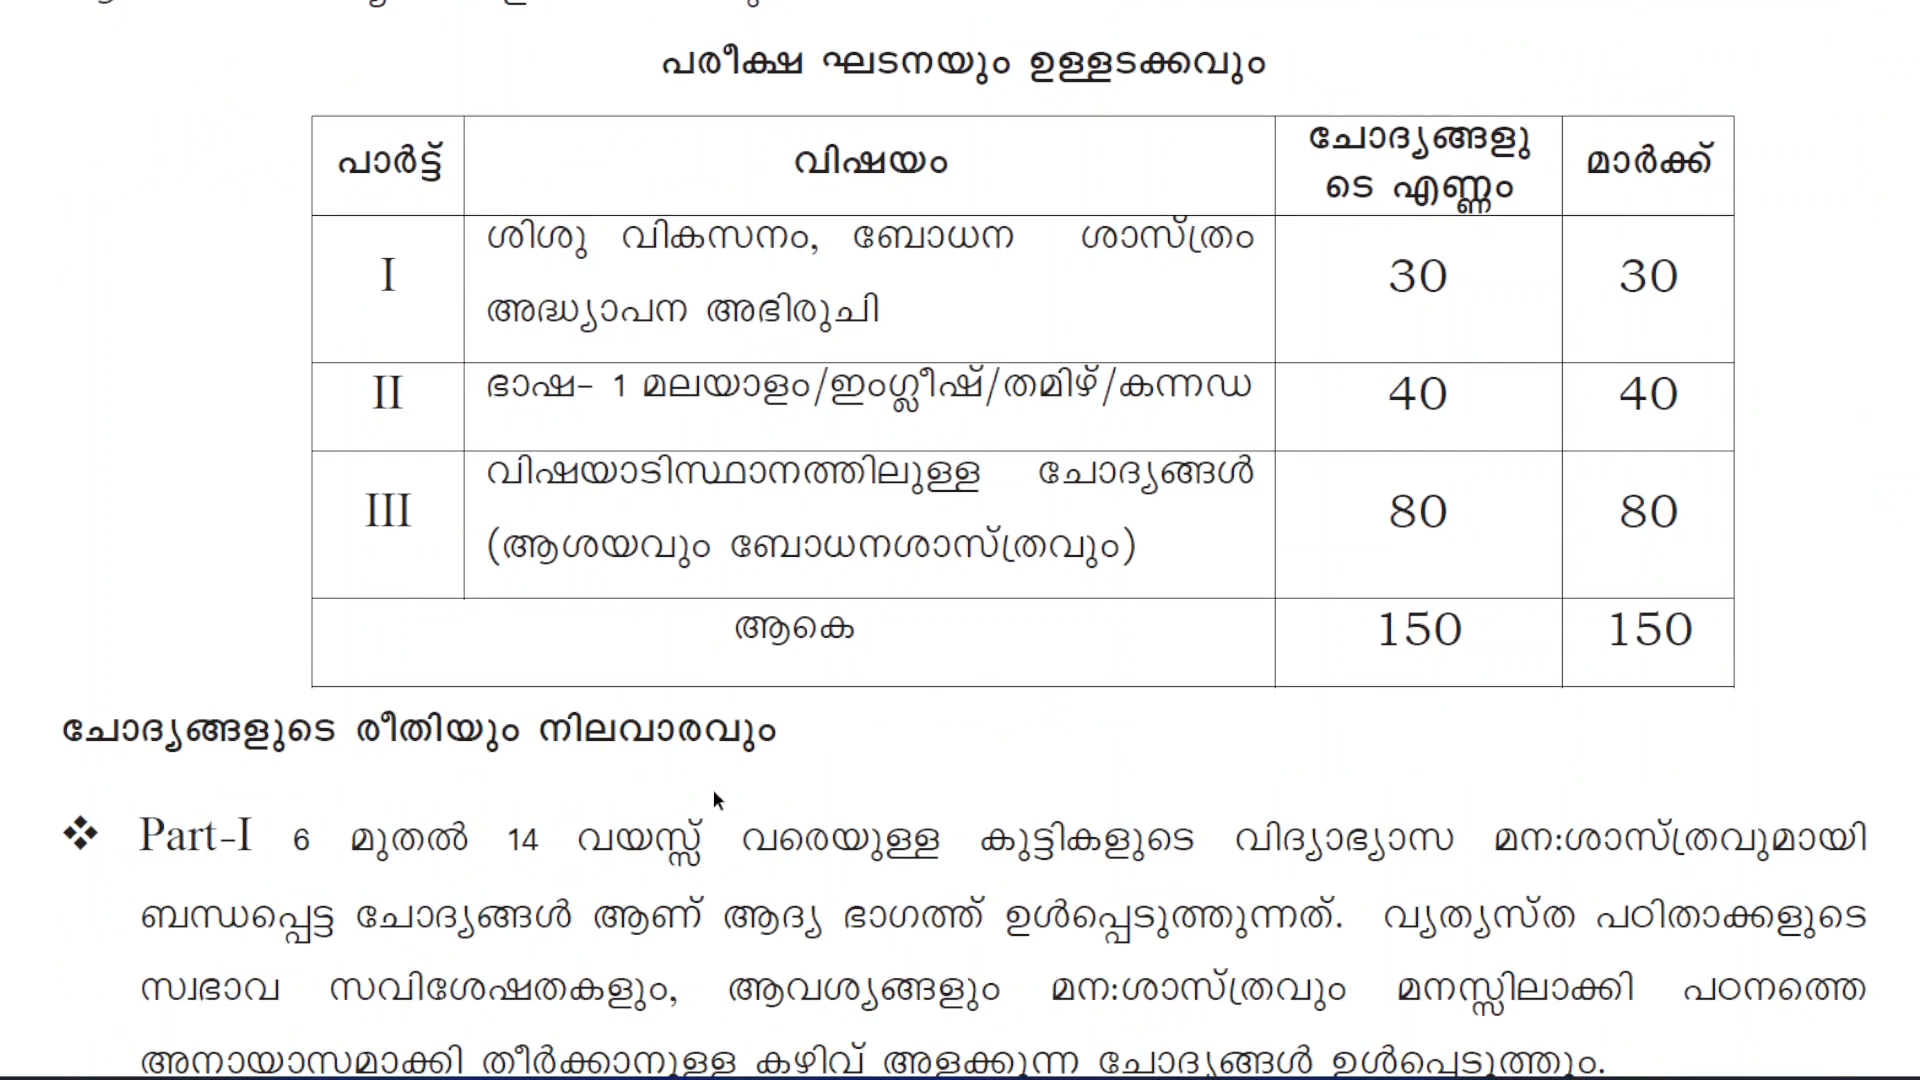 പരീക്ഷ ഘടനയും ഉള്ളടക്കവും
പാർട്ട് വിഷയം ചോദ്യങ്ങളു ടെ എണ്ണം മാർക്ക്
I ശിശു വികസനം, ബോധന ശാസ്ത്രം 30 30
അദ്ധ്യാപന അഭിരുചി
II ഭാഷ- 1 മലയാളം/ഇംഗ്ലീഷ്/തമിഴ്/കന്നഡ 40 40
III വിഷയാടിസ്ഥാനത്തിലുള്ള ചോദ്യങ്ങൾ 80 80
(ആശയവും ബോധനശാസ്ത്രവും)
ആകെ 150 150
ചോദ്യങ്ങളുടെ രീതിയും നിലവാരവും
❖ Part-I 6 മുതൽ 14 വയസ്സ് വരെയുള്ള കുട്ടികളുടെ വിദ്യാഭ്യാസ മന:ശാസ്ത്രവുമായി
ബന്ധപ്പെട്ട ചോദ്യങ്ങൾ ആണ് ആദ്യ ഭാഗത്ത് ഉൾപ്പെടുത്തുന്നത്. വ്യത്യസ്ത പഠിതാക്കളുടെ
സ്വഭാവ സവിശേഷതകളും, ആവശ്യങ്ങളും മന:ശാസ്ത്രവും മനസ്സിലാക്കി പഠനത്തെ
അനായാസമാക്കി തീർക്കാനുള്ള കഴിവ് അളക്കുന്ന ചോദ്യങ്ങൾ ഉൾപ്പെടുത്തും.